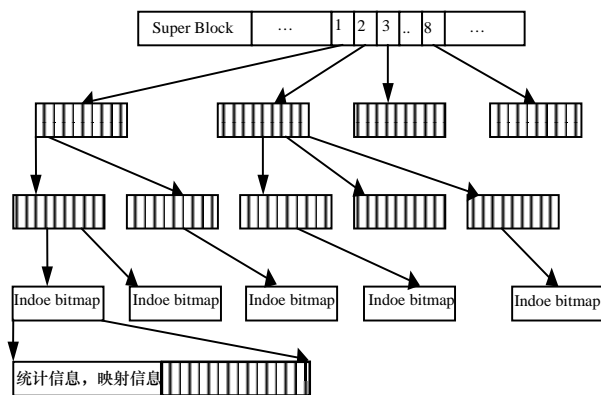 Super Block … 1 2 3 .. 8 …
Indoe bitmap Indoe bitmap Indoe bitmap Indoe bitmap Indoe bitmap
统计信息，映射信息